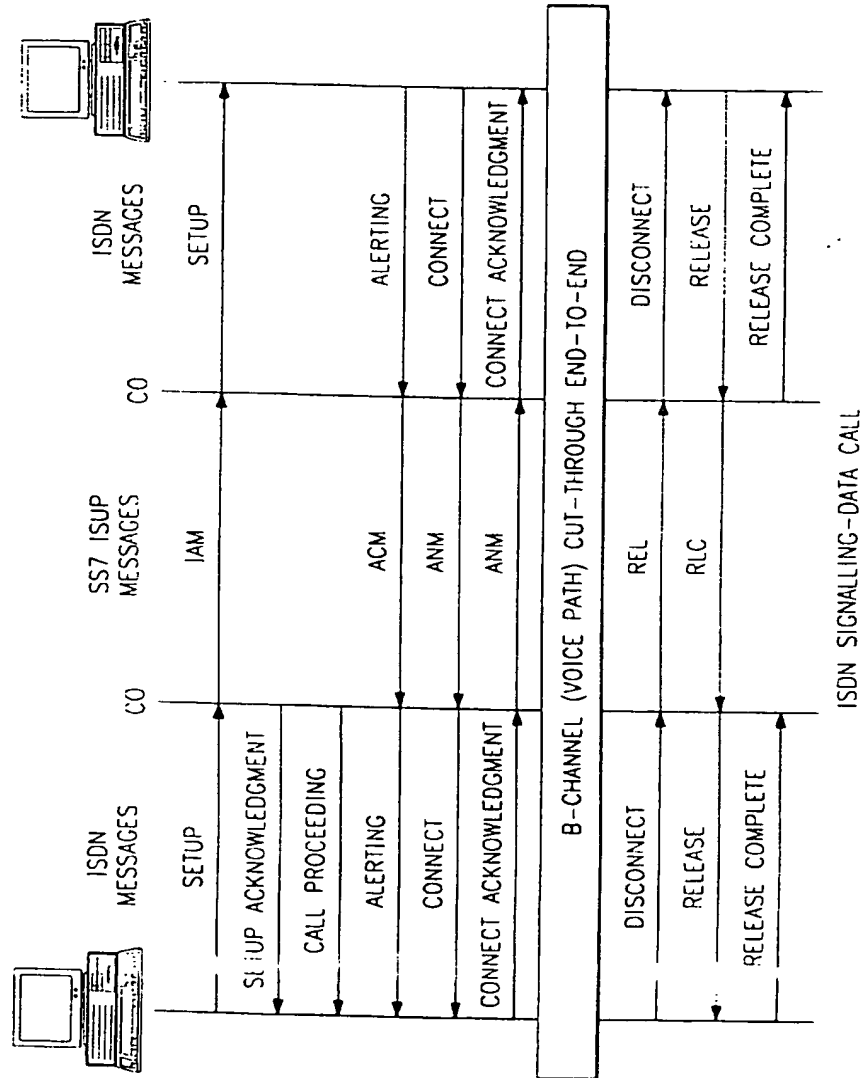 ISDN
MESSAGES
CO
SS7 ISUP
MESSAGES
CO
ISDN
MESSAGES
SETUP
IAM
SETUP
SETUP ACKNOWLEDGMENT
CALL PROCEEDING
ALERTING
ACM
ALERTING
CONNECT
ANM
CONNECT
CONNECT ACKNOWLEDGMENT
ANM
CONNECT ACKNOWLEDGMENT
B-CHANNEL (VOICE PATH) CUT-THROUGH END-TO-END
DISCONNECT
REL
DISCONNECT
RELEASE
RLC
RELEASE
RELEASE COMPLETE
RELEASE COMPLETE
ISDN SIGNALLING-DATA CALL